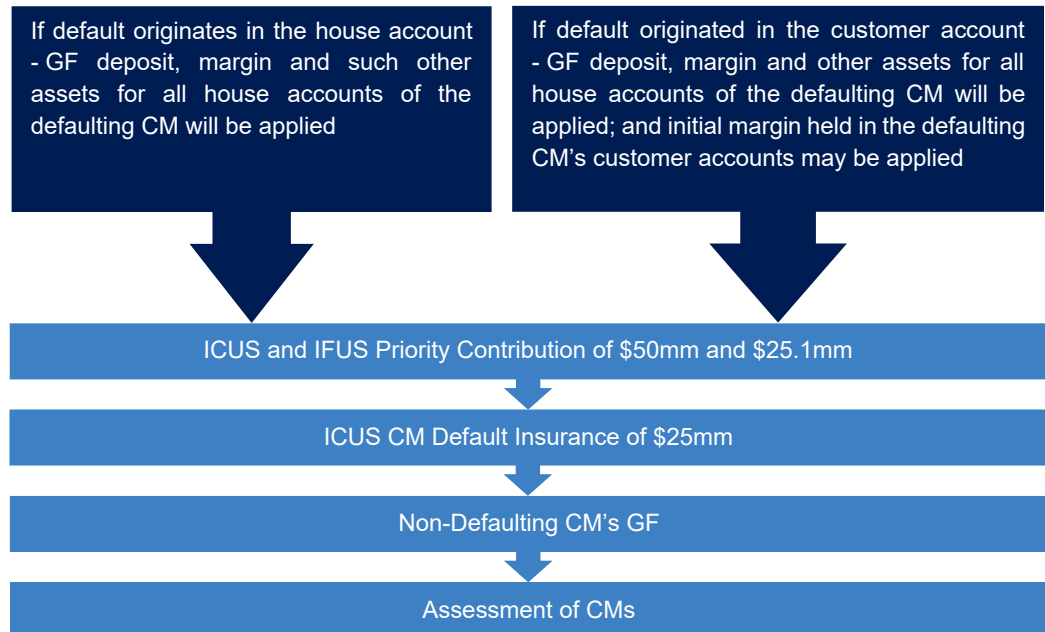 If default originates in the house account
- GF deposit, margin and such other
assets for all house accounts of the
defaulting CM will be applied
If default originated in the customer account
- GF deposit, margin and other assets for all
house accounts of the defaulting CM will be
applied; and initial margin held in the defaulting
CM's customer accounts may be applied
ICUS and IFUS Priority Contribution of $50mm and $25.1mm
ICUS CM Default Insurance of $25mm
Non-Defaulting CM's GF
Assessment of CMs